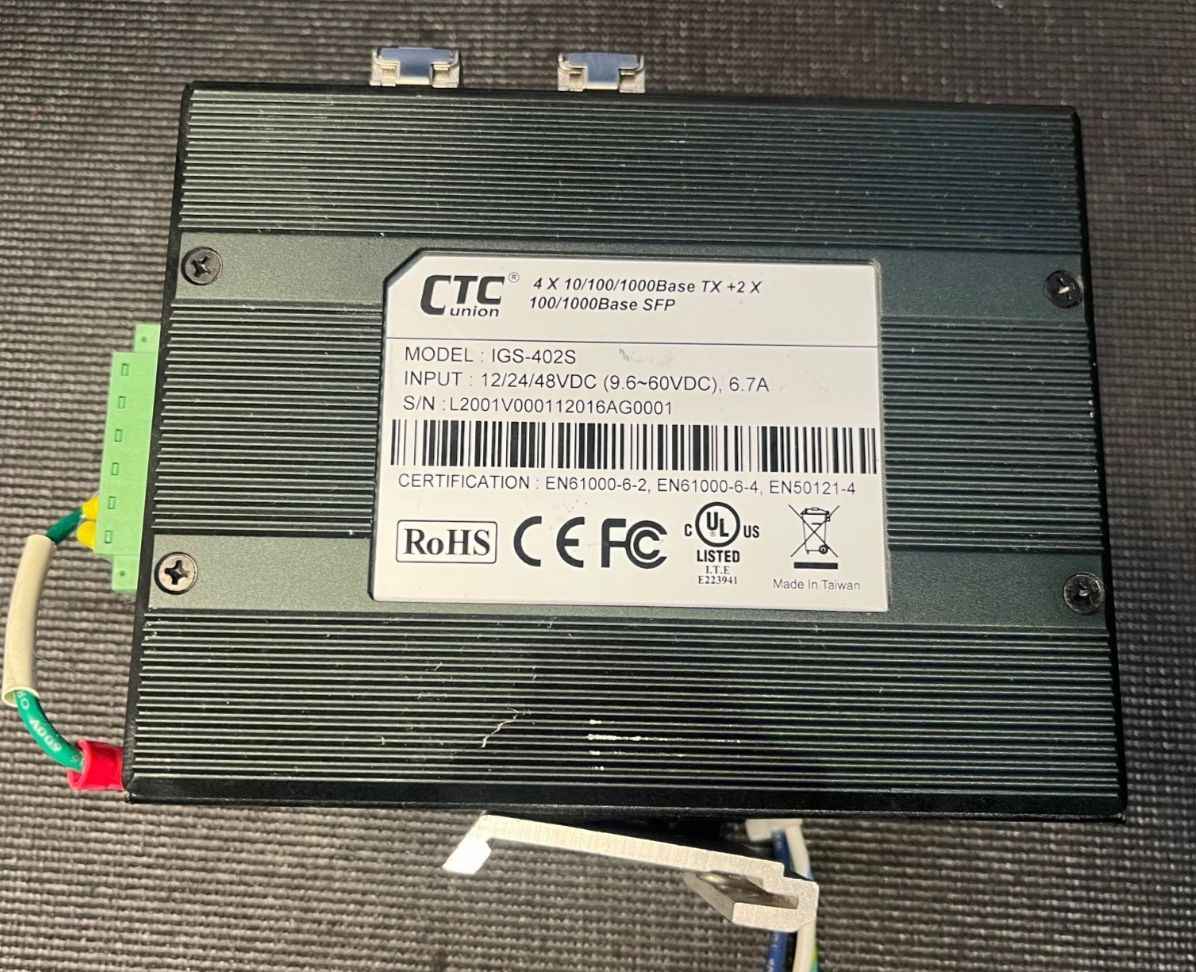 CTC® union
4 X 10/100/1000Base TX +2 X
100/1000Base SFP
MODEL : IGS-402S
INPUT : 12/24/48VDC (9.6~60VDC), 6.7A
S/N : L2001V000112016AG0001
CERTIFICATION : EN61000-6-2, EN61000-6-4, EN50121-4
RoHS CE FC C UL US
LISTED
I.T.E
E223941
Made In Taiwan
600V